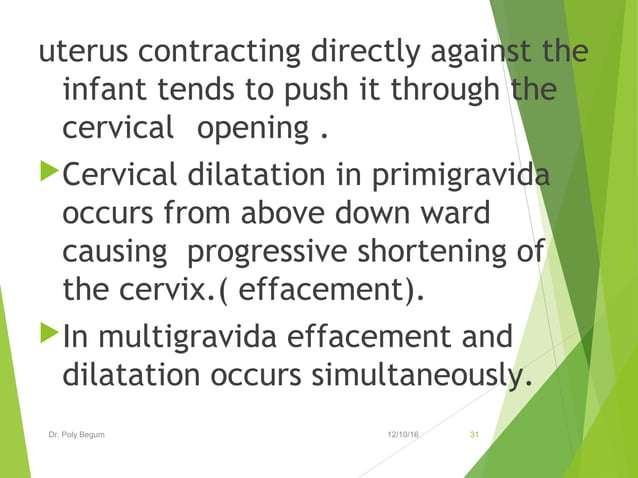 uterus contracting directly against the
infant tends to push it through the
cervical opening .
Cervical dilatation in primigravida
occurs from above down ward
causing progressive shortening of
the cervix.( effacement).
In multigravida effacement and
dilatation occurs simultaneously.
Dr. Poly Begum 12/10/16 31